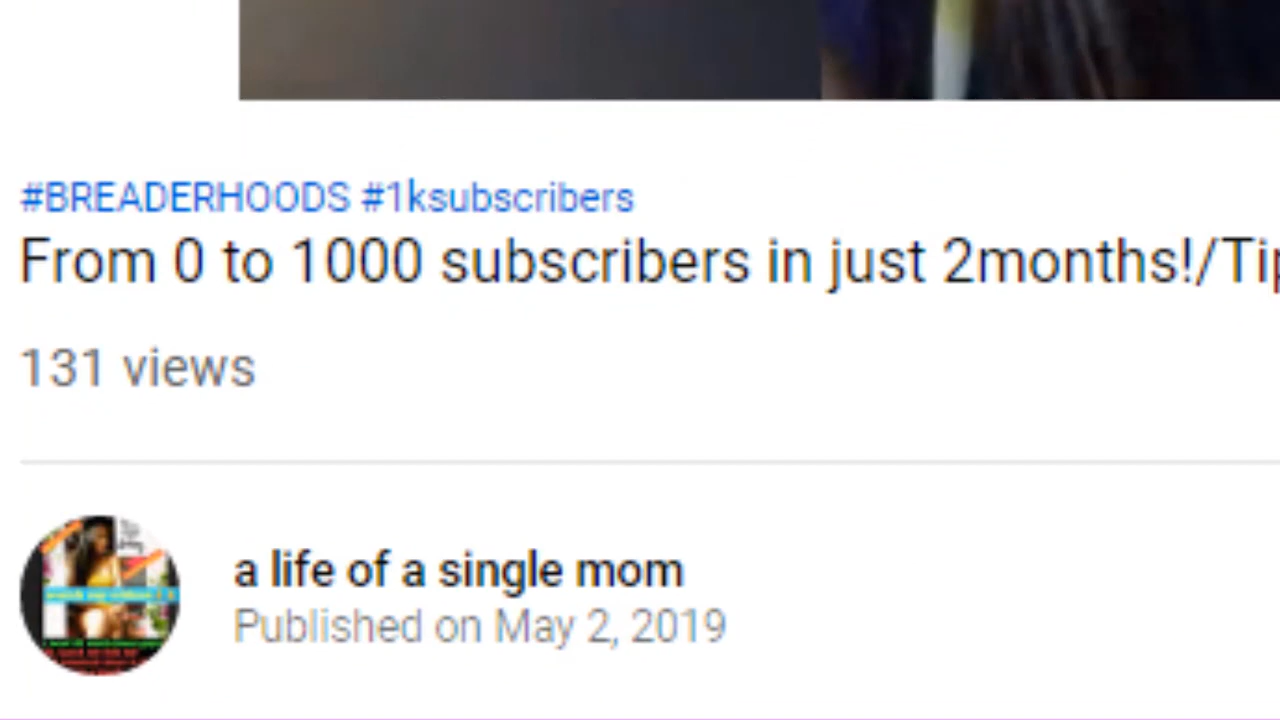 #BREADERHOODS #1ksubscribers
From 0 to 1000 subscribers in just 2months!/Tip
131 views
a life of a single mom
Published on May 2, 2019